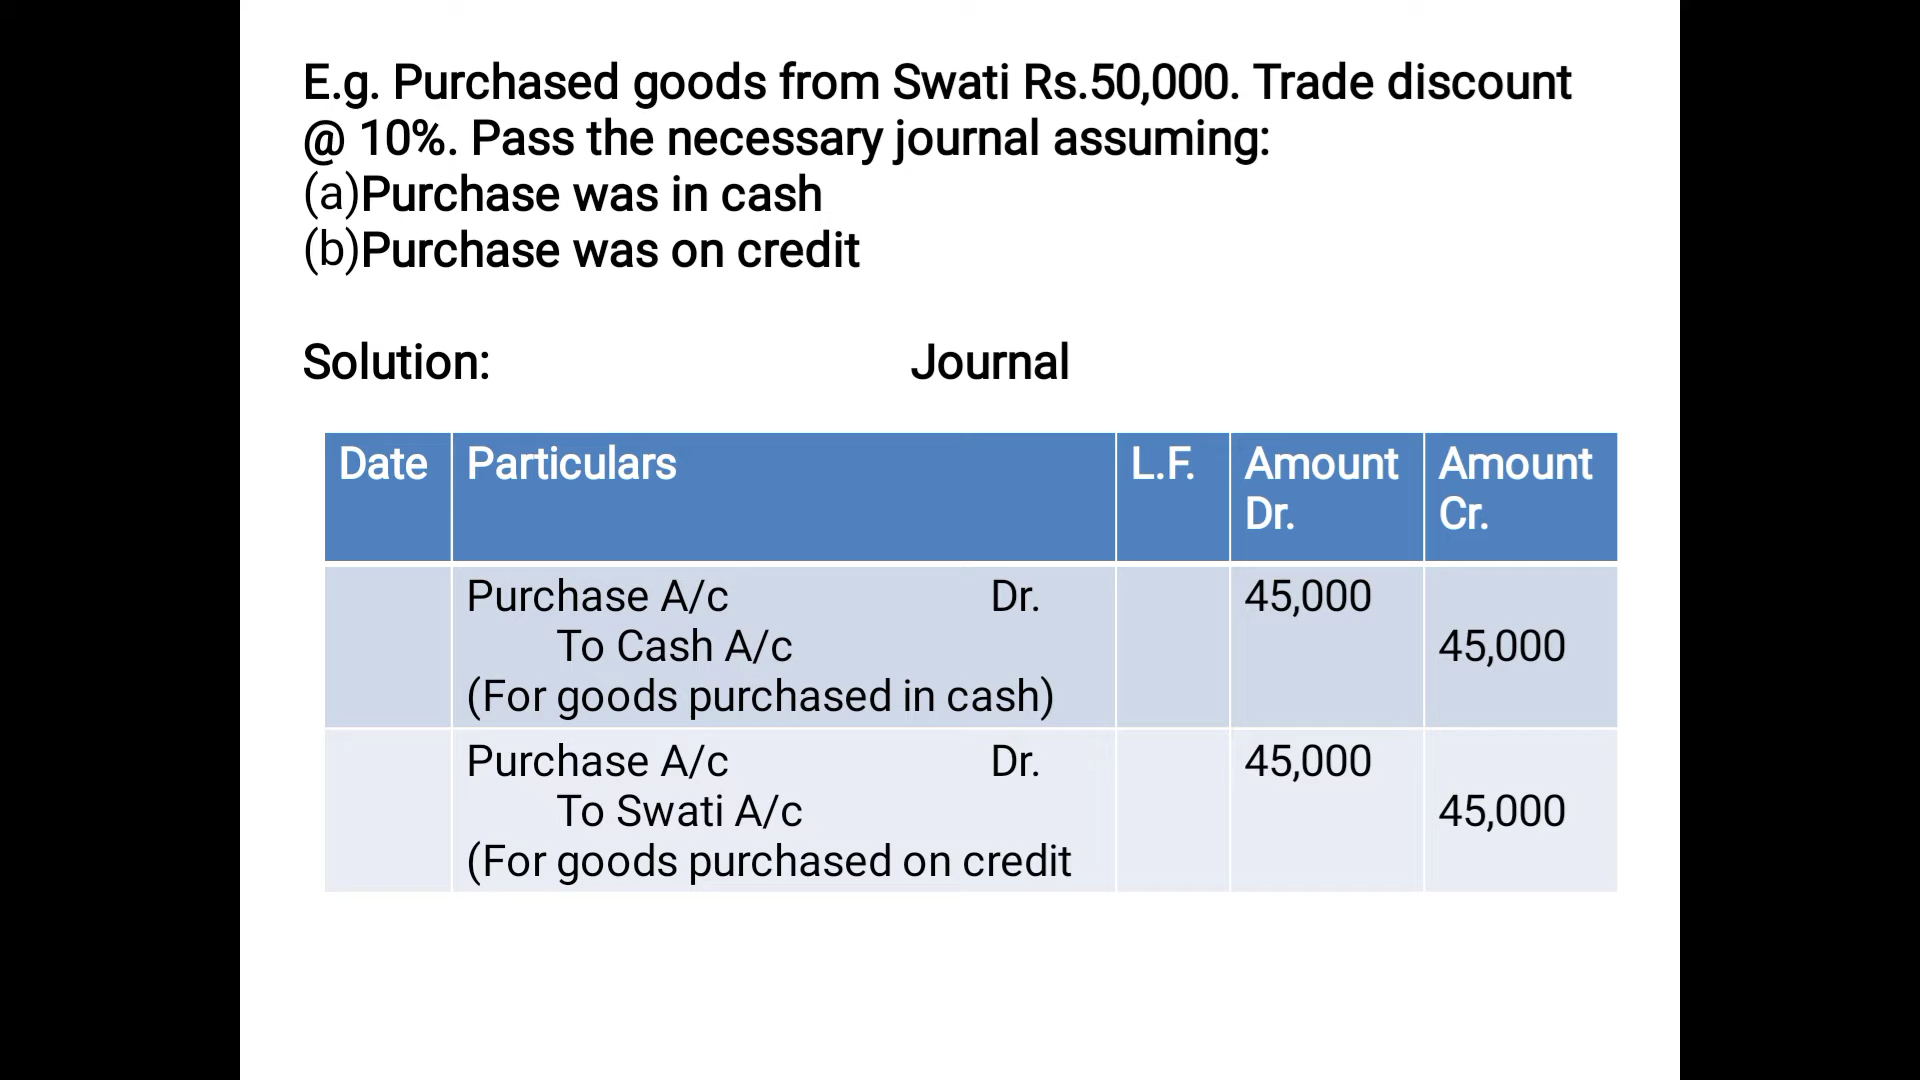 E.g. Purchased goods from Swati Rs.50,000. Trade discount
@ 10%. Pass the necessary journal assuming:
(a)Purchase was in cash
(b)Purchase was on credit
Solution: Journal
Date Particulars L.F. Amount Dr. Amount Cr.
Purchase A/c Dr. 45,000
To Cash A/c 45,000
(For goods purchased in cash)
Purchase A/c Dr. 45,000
To Swati A/c 45,000
(For goods purchased on credit